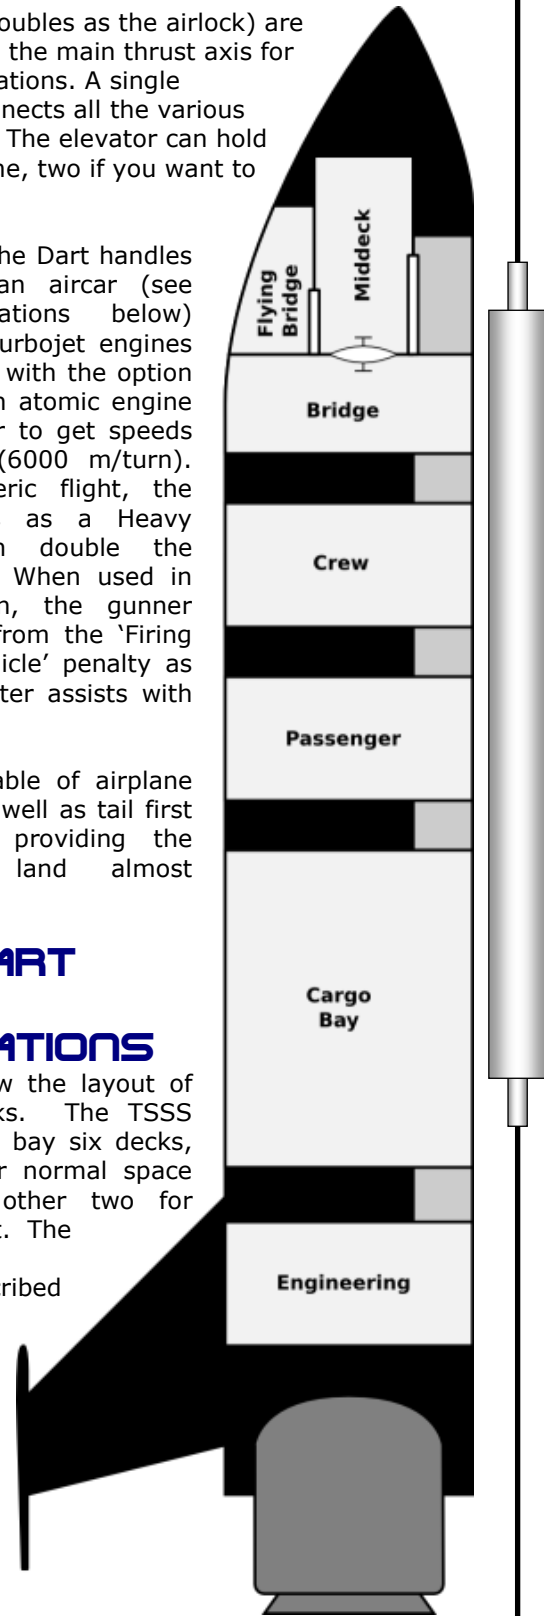 oubles as the airlock) are
the main thrust axis for
ations. A single
nects all the various
The elevator can hold
ne, two if you want to
he Dart handles
an aircar (see
ations below)
urbojet engines
with the option
n atomic engine
r to get speeds
(6000 m/turn).
eric flight, the
as a Heavy
n double the
When used in
n, the gunner
from the ‘Firing
icle’ penalty as
ter assists with
able of airplane
well as tail first
providing the
land almost
ART
ATIONS
w the layout of
ks. The TSSS
bay six decks,
r normal space
other two for
t. The
cribed
Flying
Bridge
Middeck
Bridge
Crew
Passenger
Cargo
Bay
Engineering